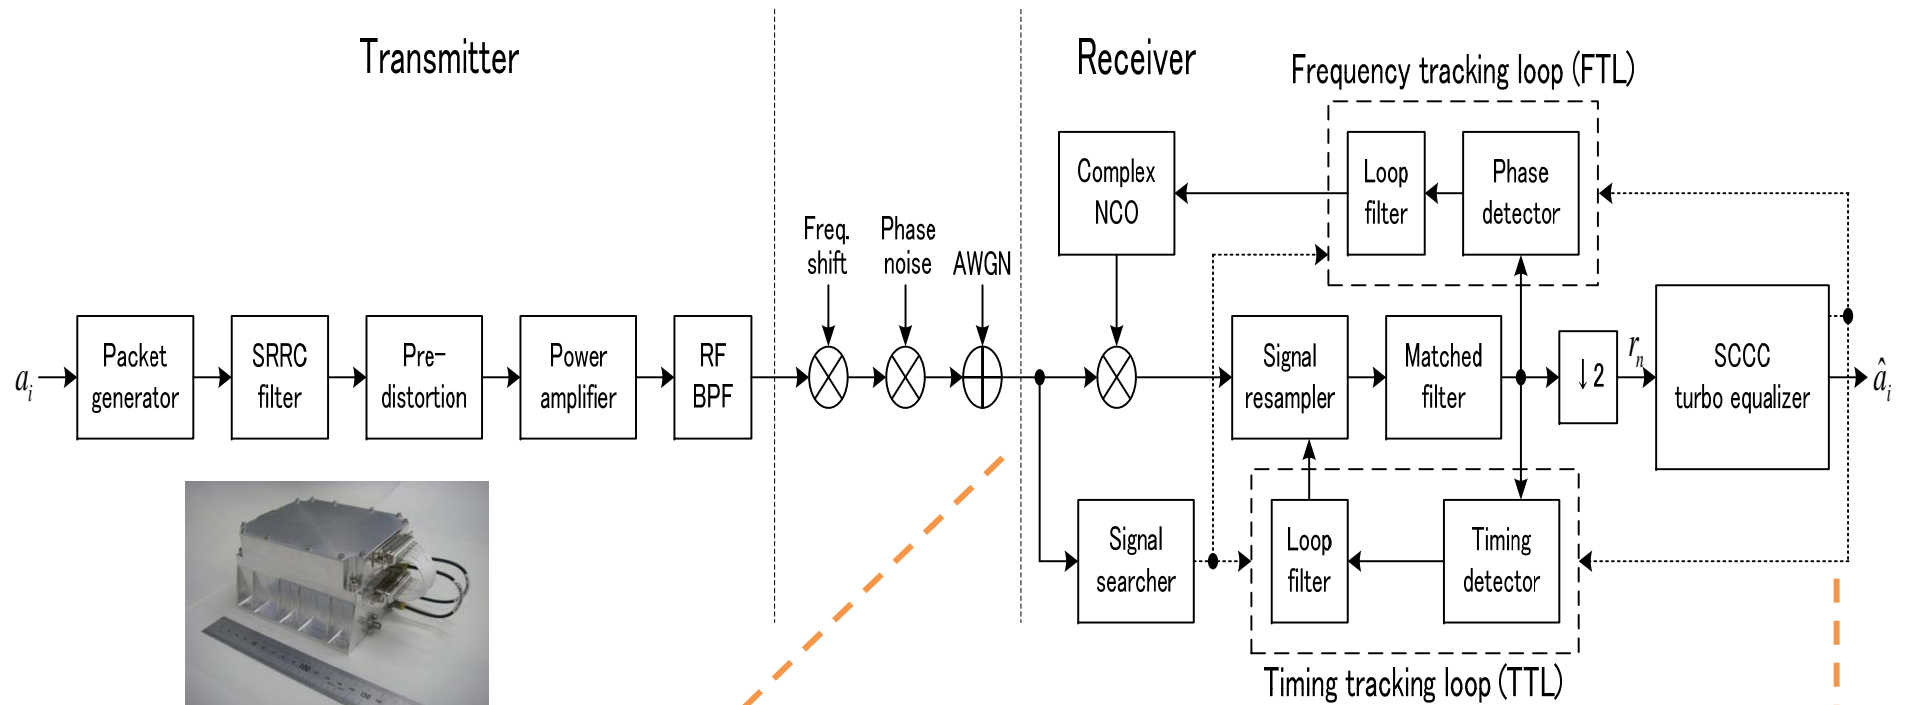 Transmitter
Receiver
Frequency tracking loop (FTL)
Complex
NCO
Loop
filter
Phase
detector
Freq.
shift
Phase
noise
AWGN
a_i
Packet
generator
SRRC
filter
Pre-
distortion
Power
amplifier
RF
BPF
Signal
resampler
Matched
filter
↓2
r_n
SCCC
turbo equalizer
â_i
Signal
searcher
Loop
filter
Timing
detector
Timing tracking loop (TTL)
100
150